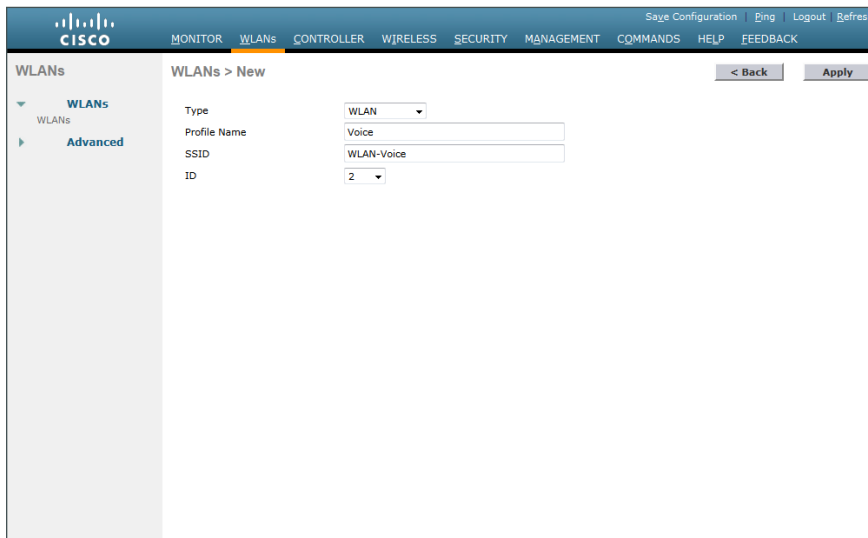 Save Configuration | Ping | Logout | Refres
CISCO
MONITOR WLANs CONTROLLER WIRELESS SECURITY MANAGEMENT COMMANDS HELP FEEDBACK
WLANs
WLANs > New
< Back
Apply
WLANs
WLANs
Advanced
Type WLAN
Profile Name Voice
SSID WLAN-Voice
ID 2